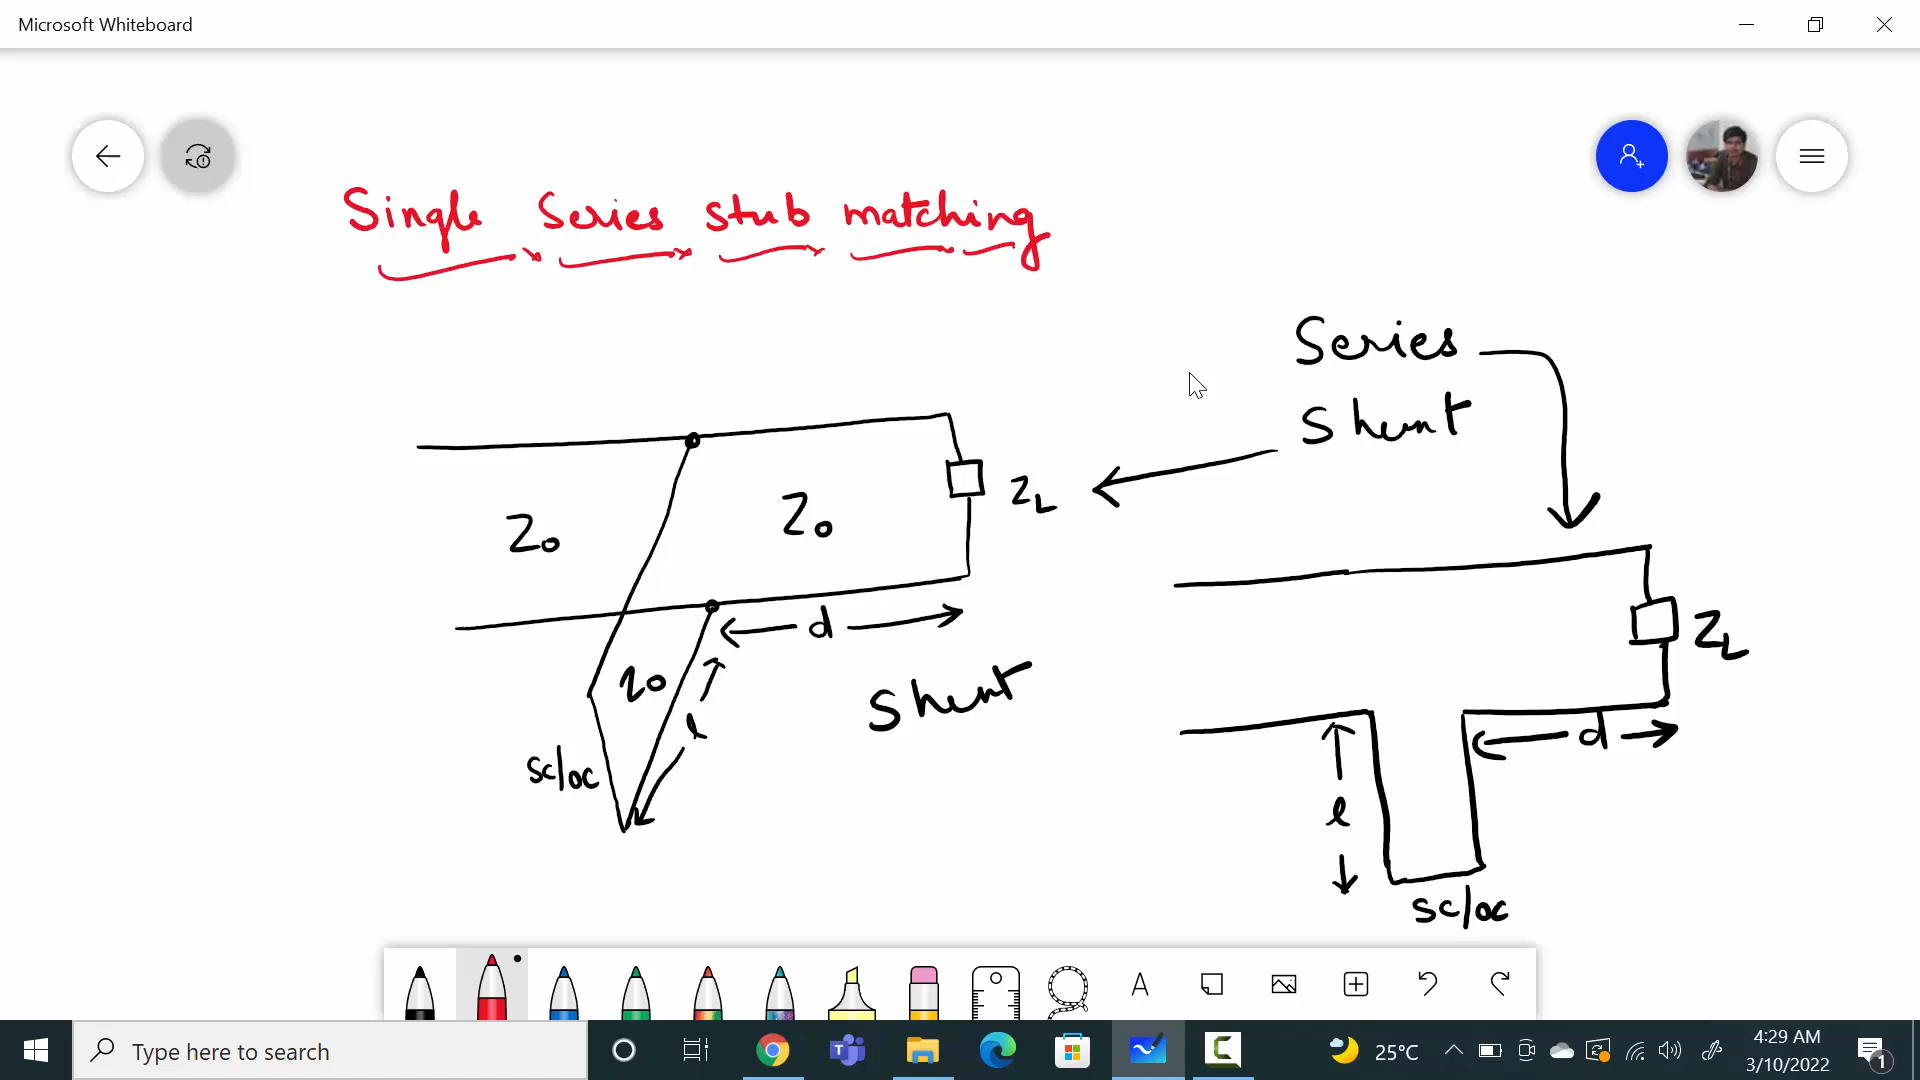 Microsoft Whiteboard
Single Series stub matching
Series
Shunt
Z0
Z0
ZL
d
Z0
l
sc/oc
Shunt
ZL
d
l
sc/oc
A
Type here to search
25°C
4:29 AM
3/10/2022
1